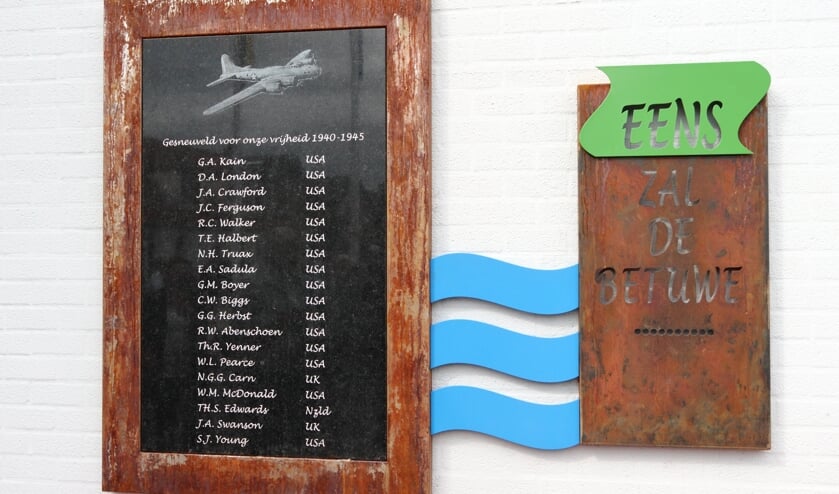 Gesneuveld voor onze vrijheid 1940-1945
G.A. Kain USA
D.A. London USA
J.A. Crawford USA
J.C. Ferguson USA
R.C. Walker USA
T.E. Halbert USA
N.H. Truax USA
E.A. Sadula USA
G.M. Boyer USA
C.W. Biggs USA
G.G. Herbst USA
R.W. Abenschoen USA
Th.R. Yenner USA
W.L. Pearce USA
N.G.G. Carn UK
W.M. McDonald USA
TH.S. Edwards Nzld
J.A. Swanson UK
S.J. Young USA
EENS
ZAL
DE
BETUWE
..........